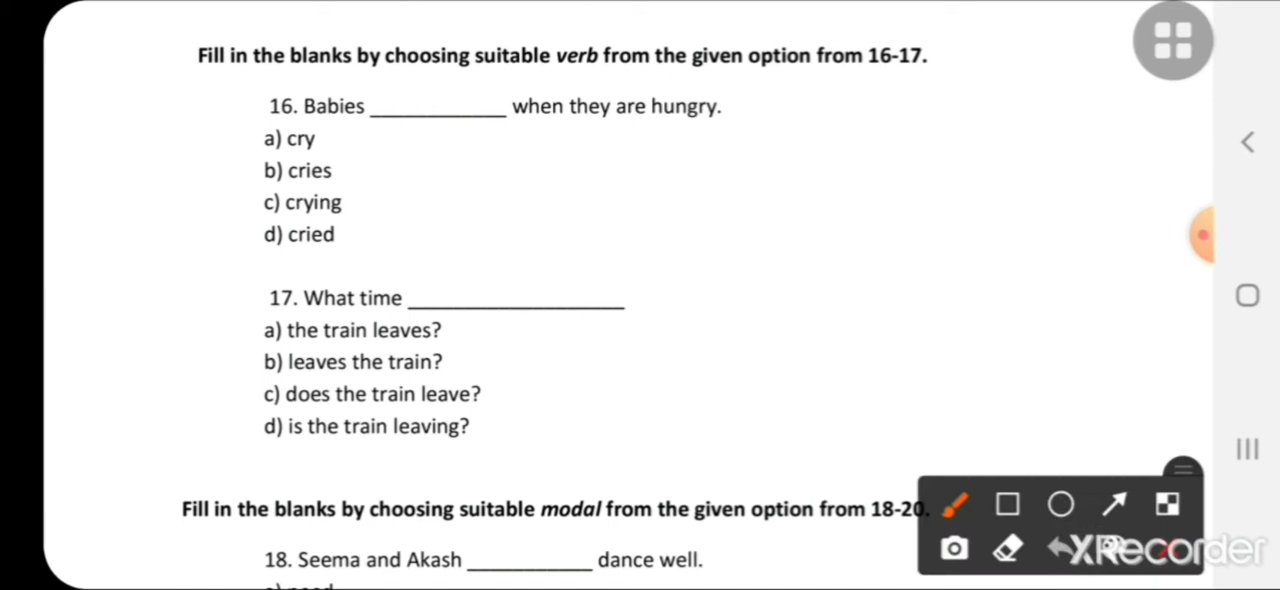 Fill in the blanks by choosing suitable verb from the given option from 16-17.
16. Babies ____________ when they are hungry.
a) cry
b) cries
c) crying
d) cried
17. What time ___________________
a) the train leaves?
b) leaves the train?
c) does the train leave?
d) is the train leaving?
Fill in the blanks by choosing suitable modal from the given option from 18-20.
18. Seema and Akash ___________ dance well.
XRecorder